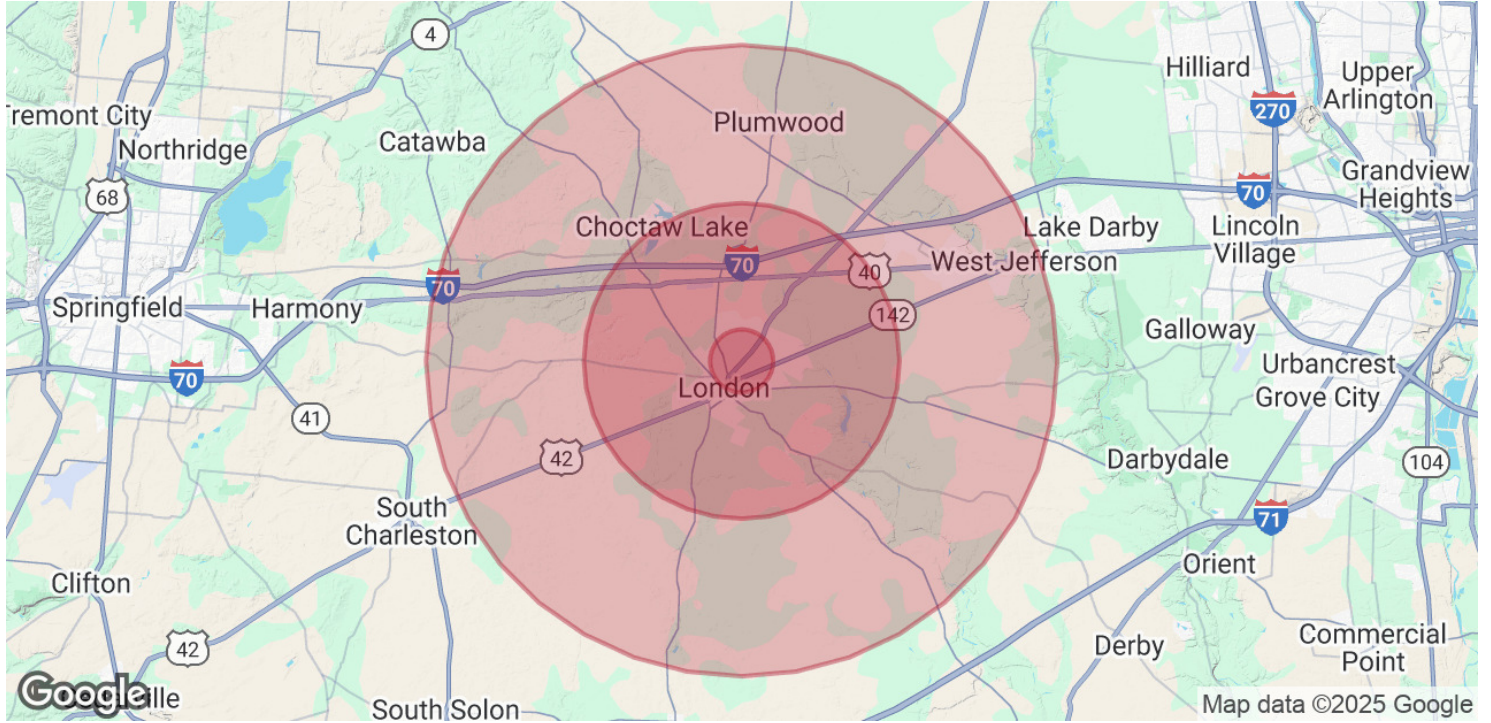 4
Hilliard
Upper
Arlington
270
Tremont City
Plumwood
Catawba
Northridge
70
Grandview
Heights
68
Choctaw Lake
Lake Darby
Lincoln
Village
70
40
West Jefferson
70
Springfield
Harmony
142
Galloway
Urbancrest
70
London
Grove City
41
42
Darbydale
104
South
Charleston
71
Orient
Clifton
42
Derby
Commercial
Point
Google
South Solon
Map data ©2025 Google